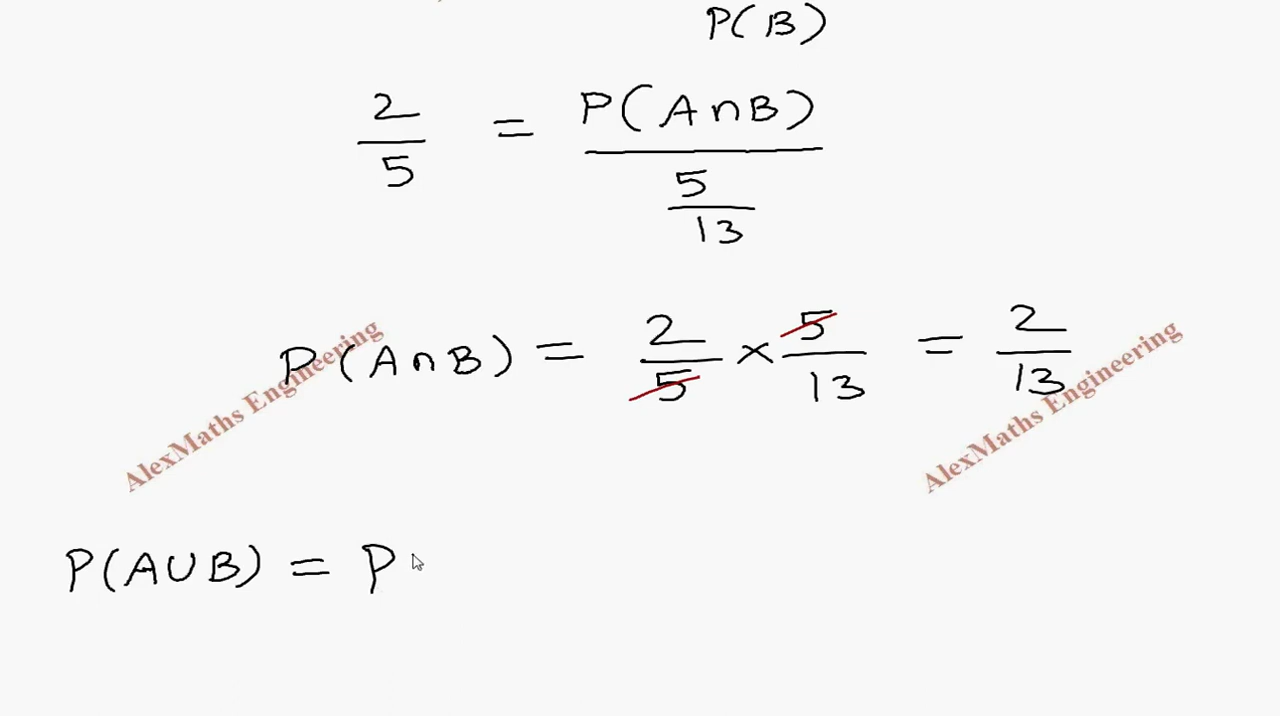 P(B)
2/5 = P(A∩B) / 5/13
P(A∩B) = 2/5 × 5/13 = 2/13
AlexMaths Engineering
AlexMaths Engineering
P(A∪B) = P